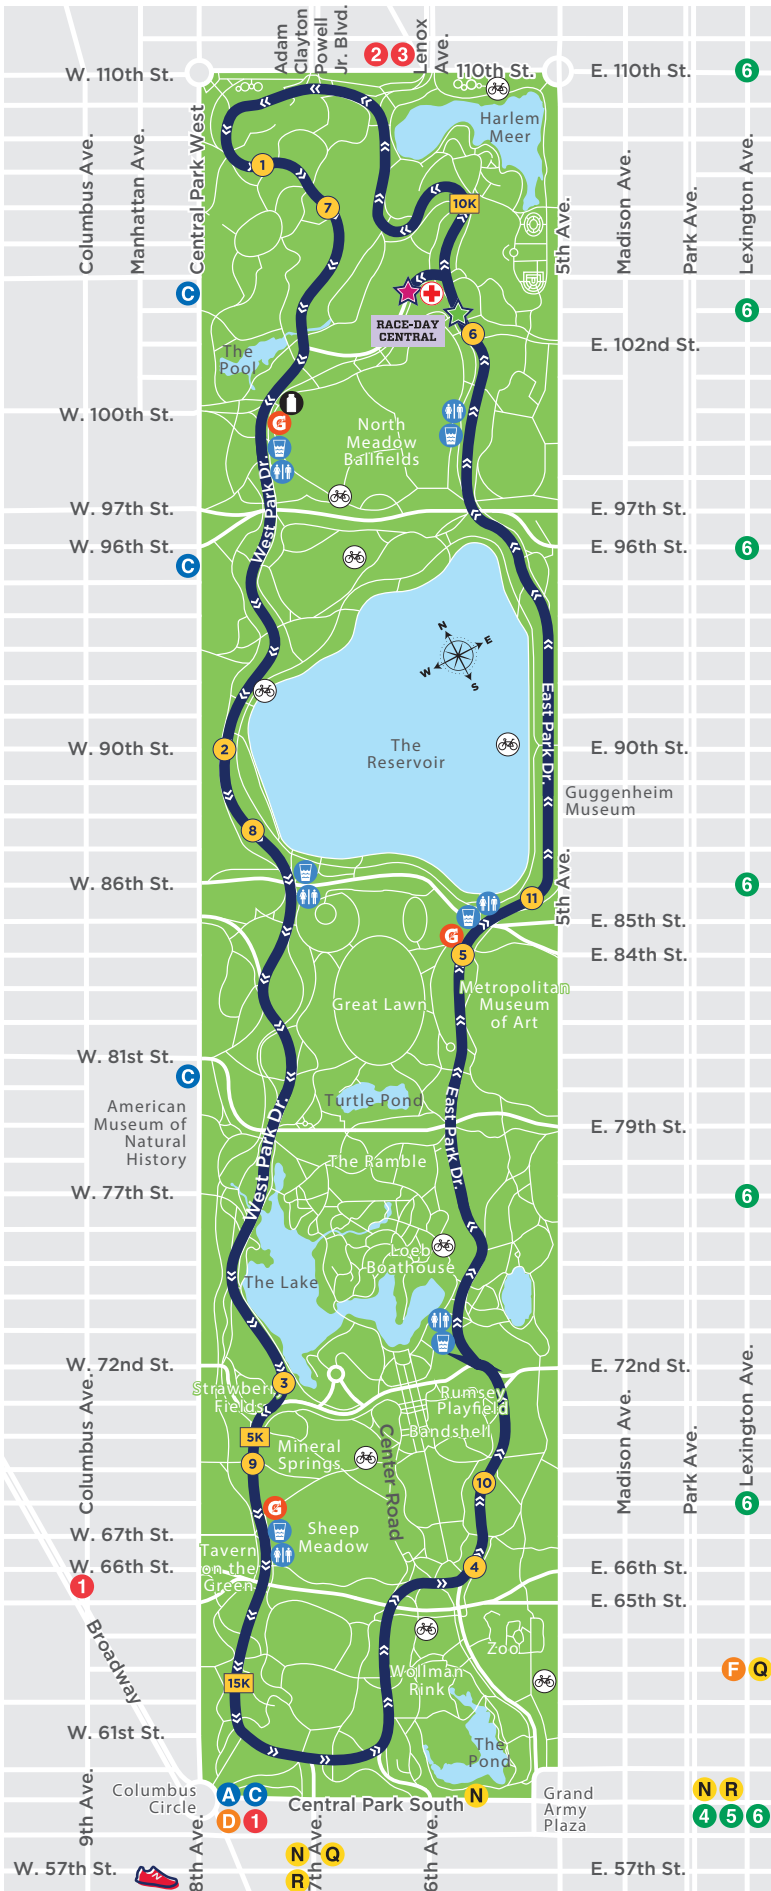 Adam
Clayton
Powell
Jr. Blvd.
2 3
Lenox
Ave.
W. 110th St.
110th St.
E. 110th St.
6
Harlem
Meer
Columbus Ave.
Manhattan Ave.
Central Park West
1
7
10K
5th Ave.
Madison Ave.
Park Ave.
Lexington Ave.
C
6
RACE-DAY
CENTRAL
6
E. 102nd St.
The
Pool
W. 100th St.
G
North
Meadow
Ballfields
West Park Dr.
W. 97th St.
E. 97th St.
W. 96th St.
E. 96th St.
6
C
N
E
W
S
2
W. 90th St.
The
Reservoir
East Park Dr.
E. 90th St.
Guggenheim
Museum
8
W. 86th St.
6
5th Ave.
11
E. 85th St.
G
5
E. 84th St.
Great Lawn
Metropolitan
Museum
of Art
W. 81st St.
C
American
Museum of
Natural
History
Turtle Pond
West Park Dr.
East Park Dr.
E. 79th St.
The Ramble
W. 77th St.
6
Loeb
Boathouse
The Lake
W. 72nd St.
E. 72nd St.
3
Strawberry
Fields
Rumsey
Playfield
Bandshell
5K
9
Mineral
Springs
Center Road
10
Columbus Ave.
Madison Ave.
Park Ave.
Lexington Ave.
6
G
W. 67th St.
Sheep
Meadow
Tavern
on the
Green
W. 66th St.
4
E. 66th St.
1
E. 65th St.
Broadway
Zoo
15K
Wollman
Rink
F Q
W. 61st St.
The
Pond
Columbus
Circle
A C
D 1
Central Park South
N
Grand
Army
Plaza
N R
4 5 6
9th Ave.
8th Ave.
7th Ave.
6th Ave.
N Q
R
W. 57th St.
N
E. 57th St.